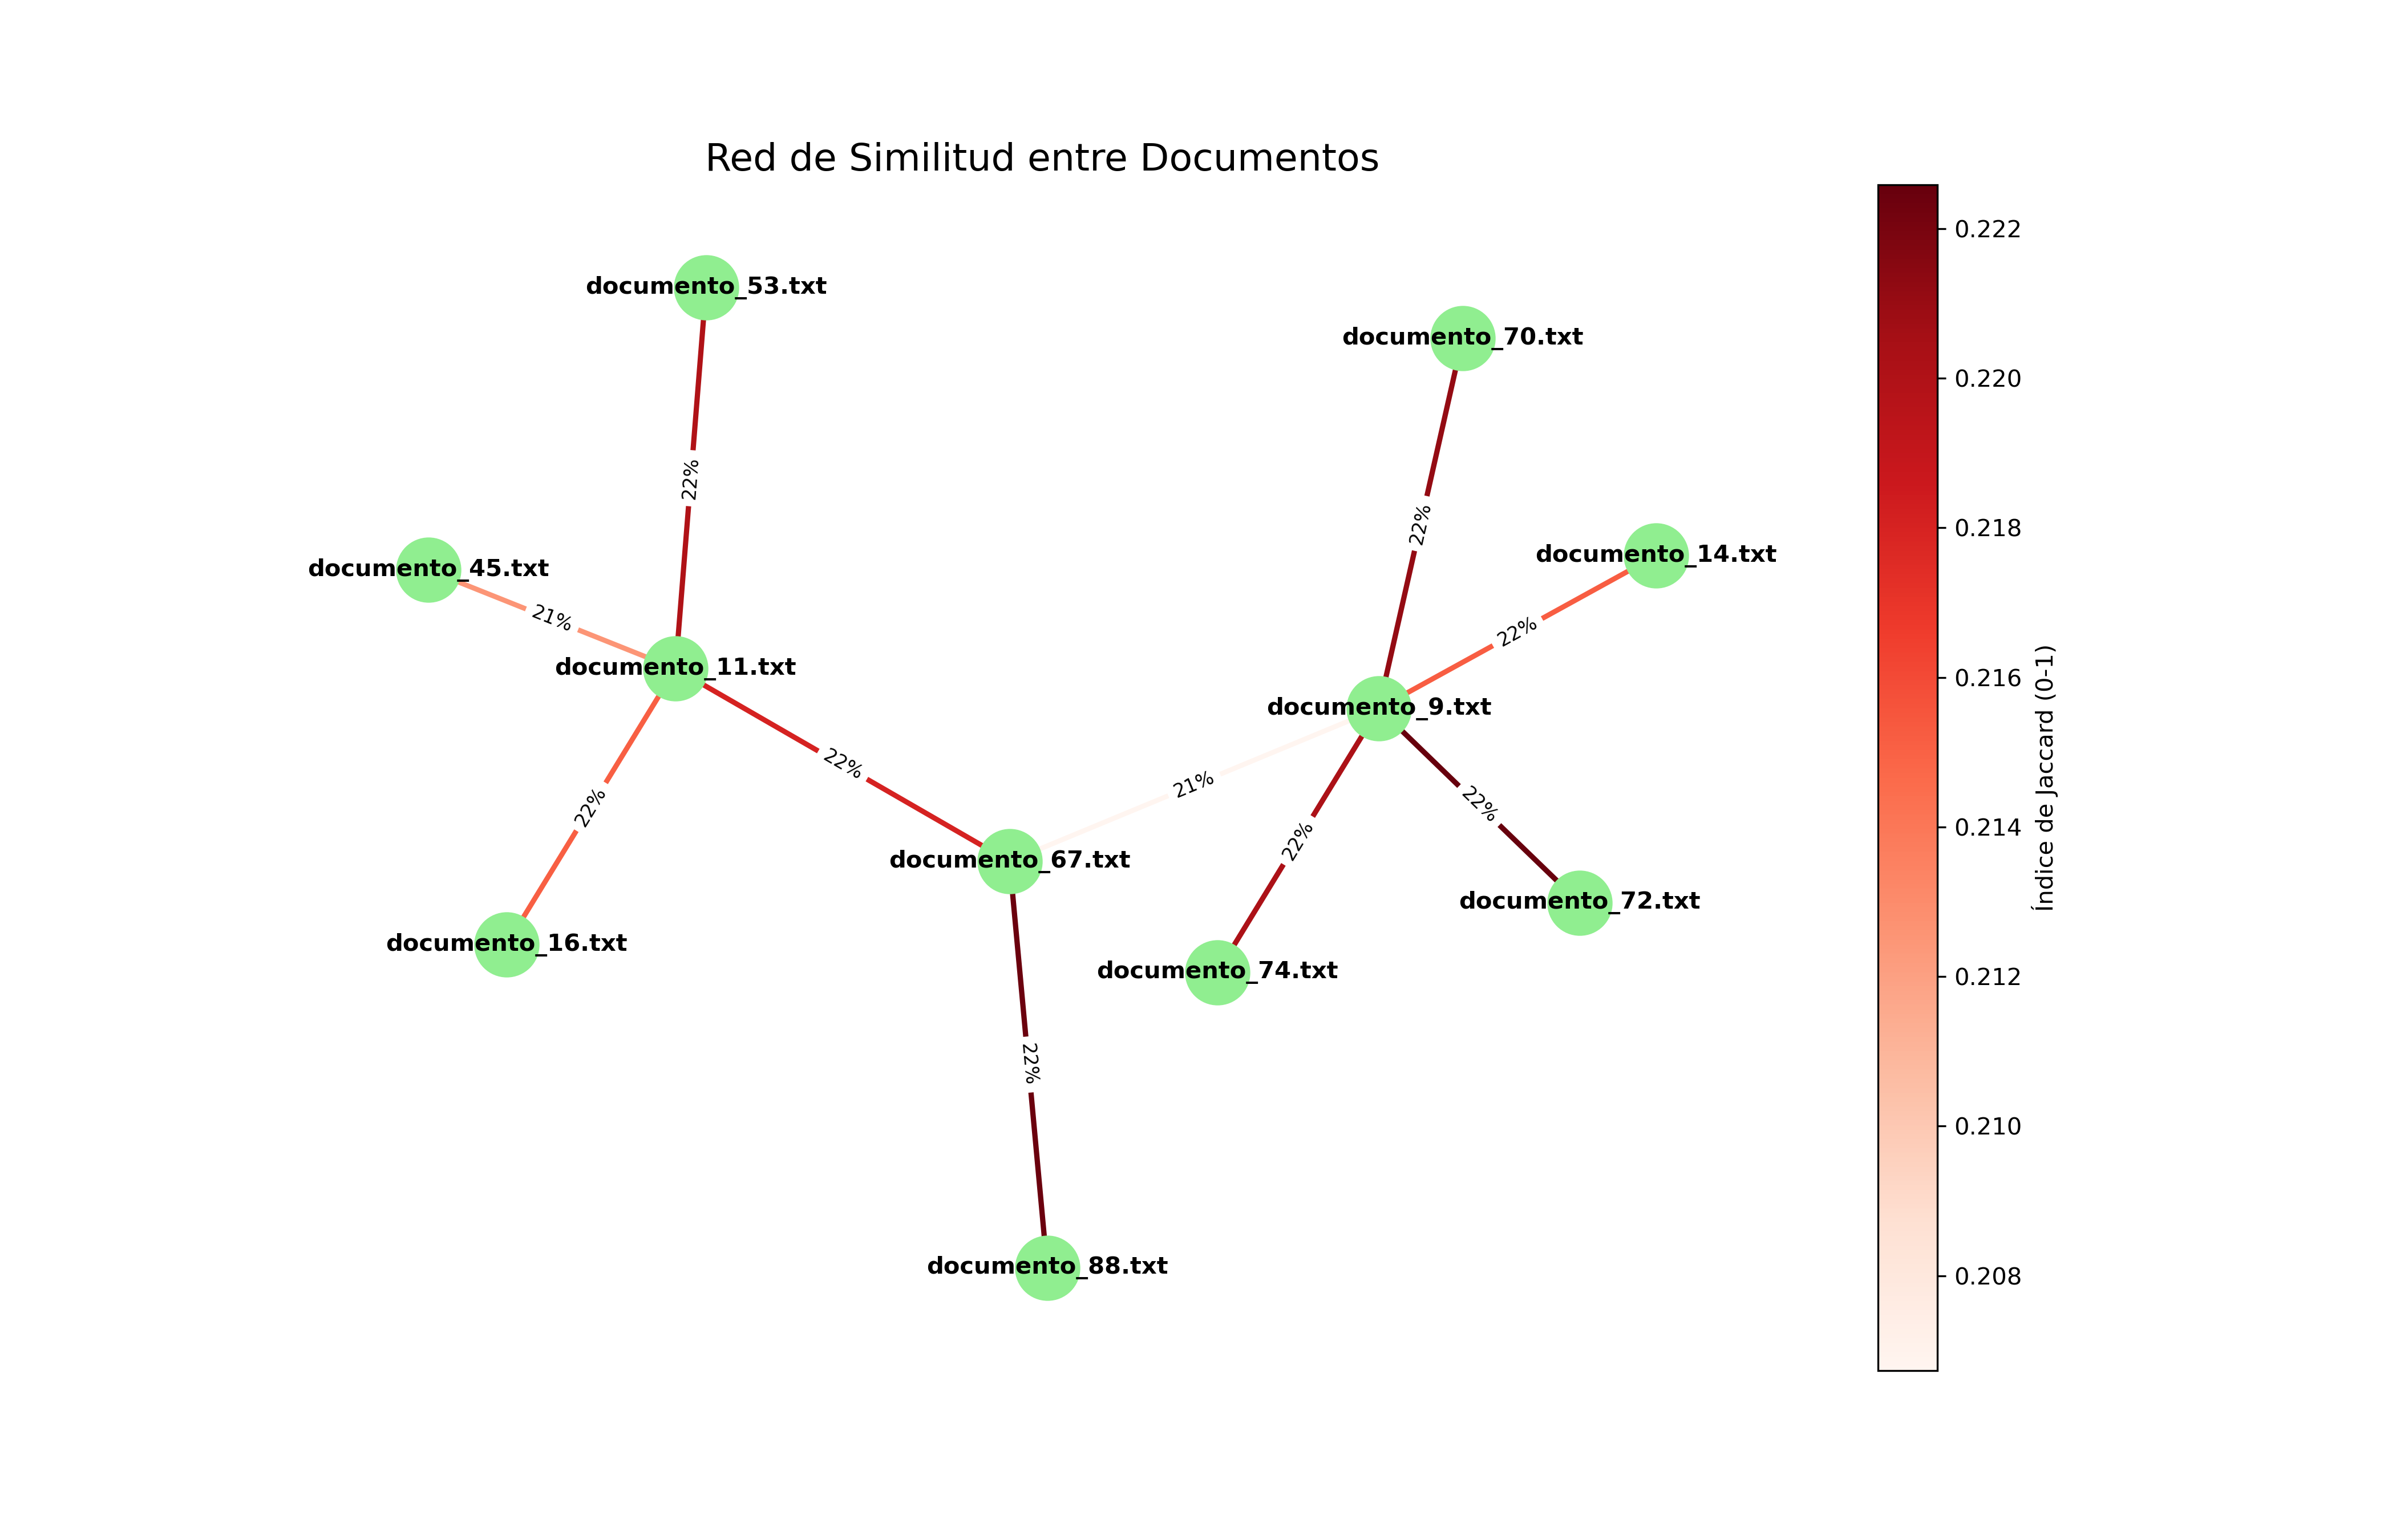 Red de Similitud entre Documentos
documento_53.txt
documento_70.txt
22%
22%
documento_14.txt
documento_45.txt
21%
22%
documento_11.txt
documento_9.txt
22%
21%
22%
22%
22%
documento_67.txt
documento_72.txt
documento_16.txt
documento_74.txt
22%
documento_88.txt
0.222
0.220
0.218
0.216
0.214
0.212
0.210
0.208
Índice de Jaccard (0-1)